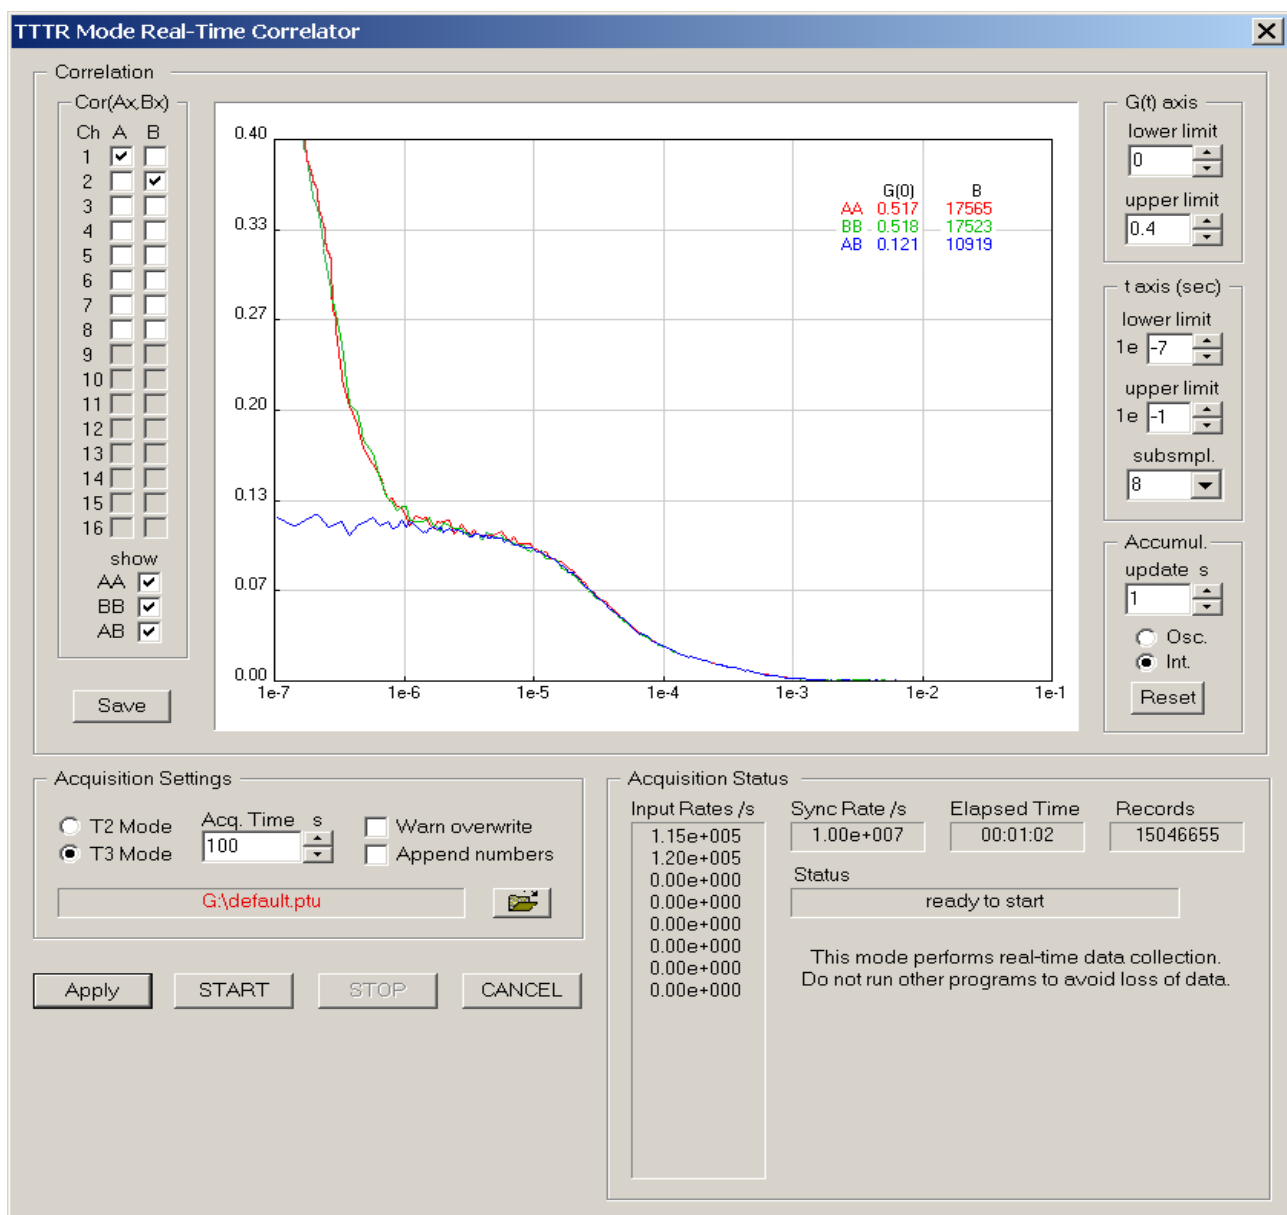 TTTR Mode Real-Time Correlator
Correlation
Cor(Ax,Bx)
Ch A B
1
2
3
4
5
6
7
8
9
10
11
12
13
14
15
16
show
AA
BB
AB
Save
0.40
0.33
0.27
0.20
0.13
0.07
0.00
1e-7 1e-6 1e-5 1e-4 1e-3 1e-2 1e-1
G(0) B
AA 0.517 17565
BB 0.518 17523
AB 0.121 10919
G(t) axis
lower limit
0
upper limit
0.4
t axis (sec)
lower limit
1e -7
upper limit
1e -1
subsmpl.
8
Accumul.
update s
1
Osc.
Int.
Reset
Acquisition Settings
T2 Mode
T3 Mode
Acq. Time s
100
Warn overwrite
Append numbers
G:\default.ptu
Apply START STOP CANCEL
Acquisition Status
Input Rates /s
1.15e+005
1.20e+005
0.00e+000
0.00e+000
0.00e+000
0.00e+000
0.00e+000
0.00e+000
Sync Rate /s
1.00e+007
Elapsed Time
00:01:02
Records
15046655
Status
ready to start
This mode performs real-time data collection.
Do not run other programs to avoid loss of data.